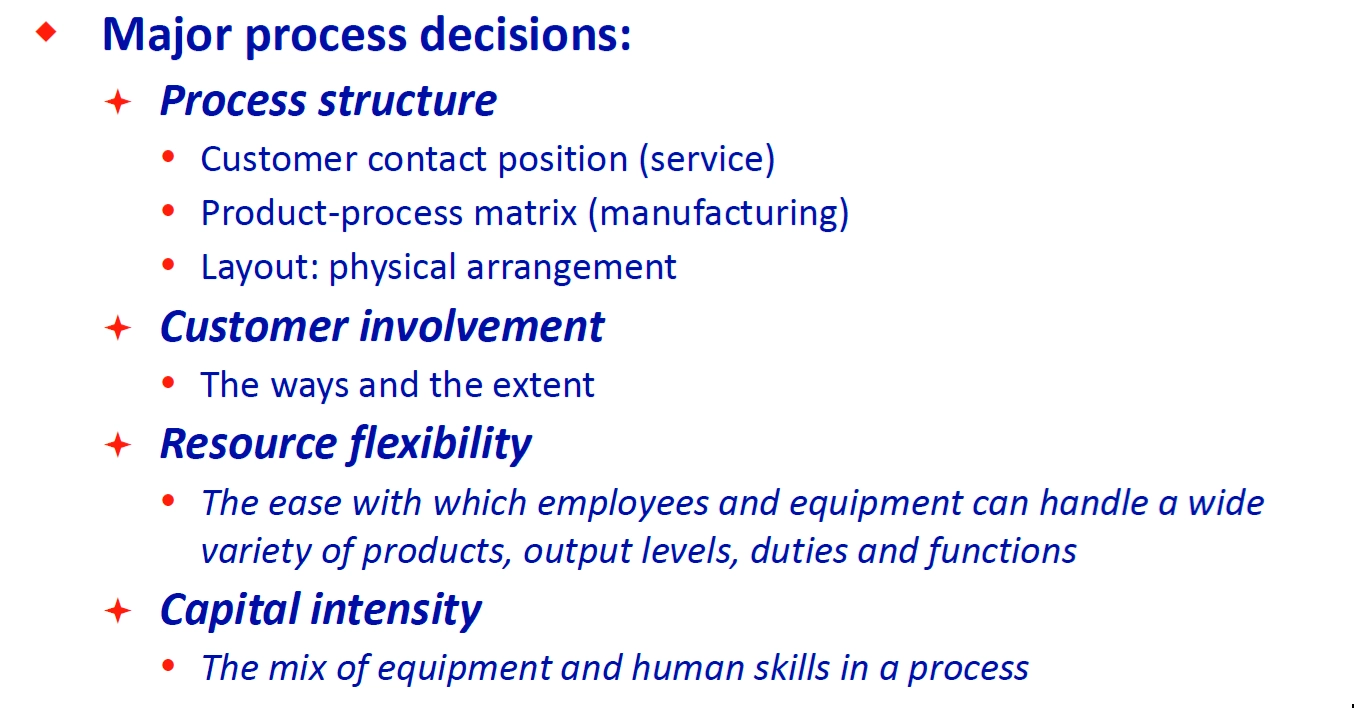 Major process decisions:
Process structure
Customer contact position (service)
Product-process matrix (manufacturing)
Layout: physical arrangement
Customer involvement
The ways and the extent
Resource flexibility
The ease with which employees and equipment can handle a wide
variety of products, output levels, duties and functions
Capital intensity
The mix of equipment and human skills in a process